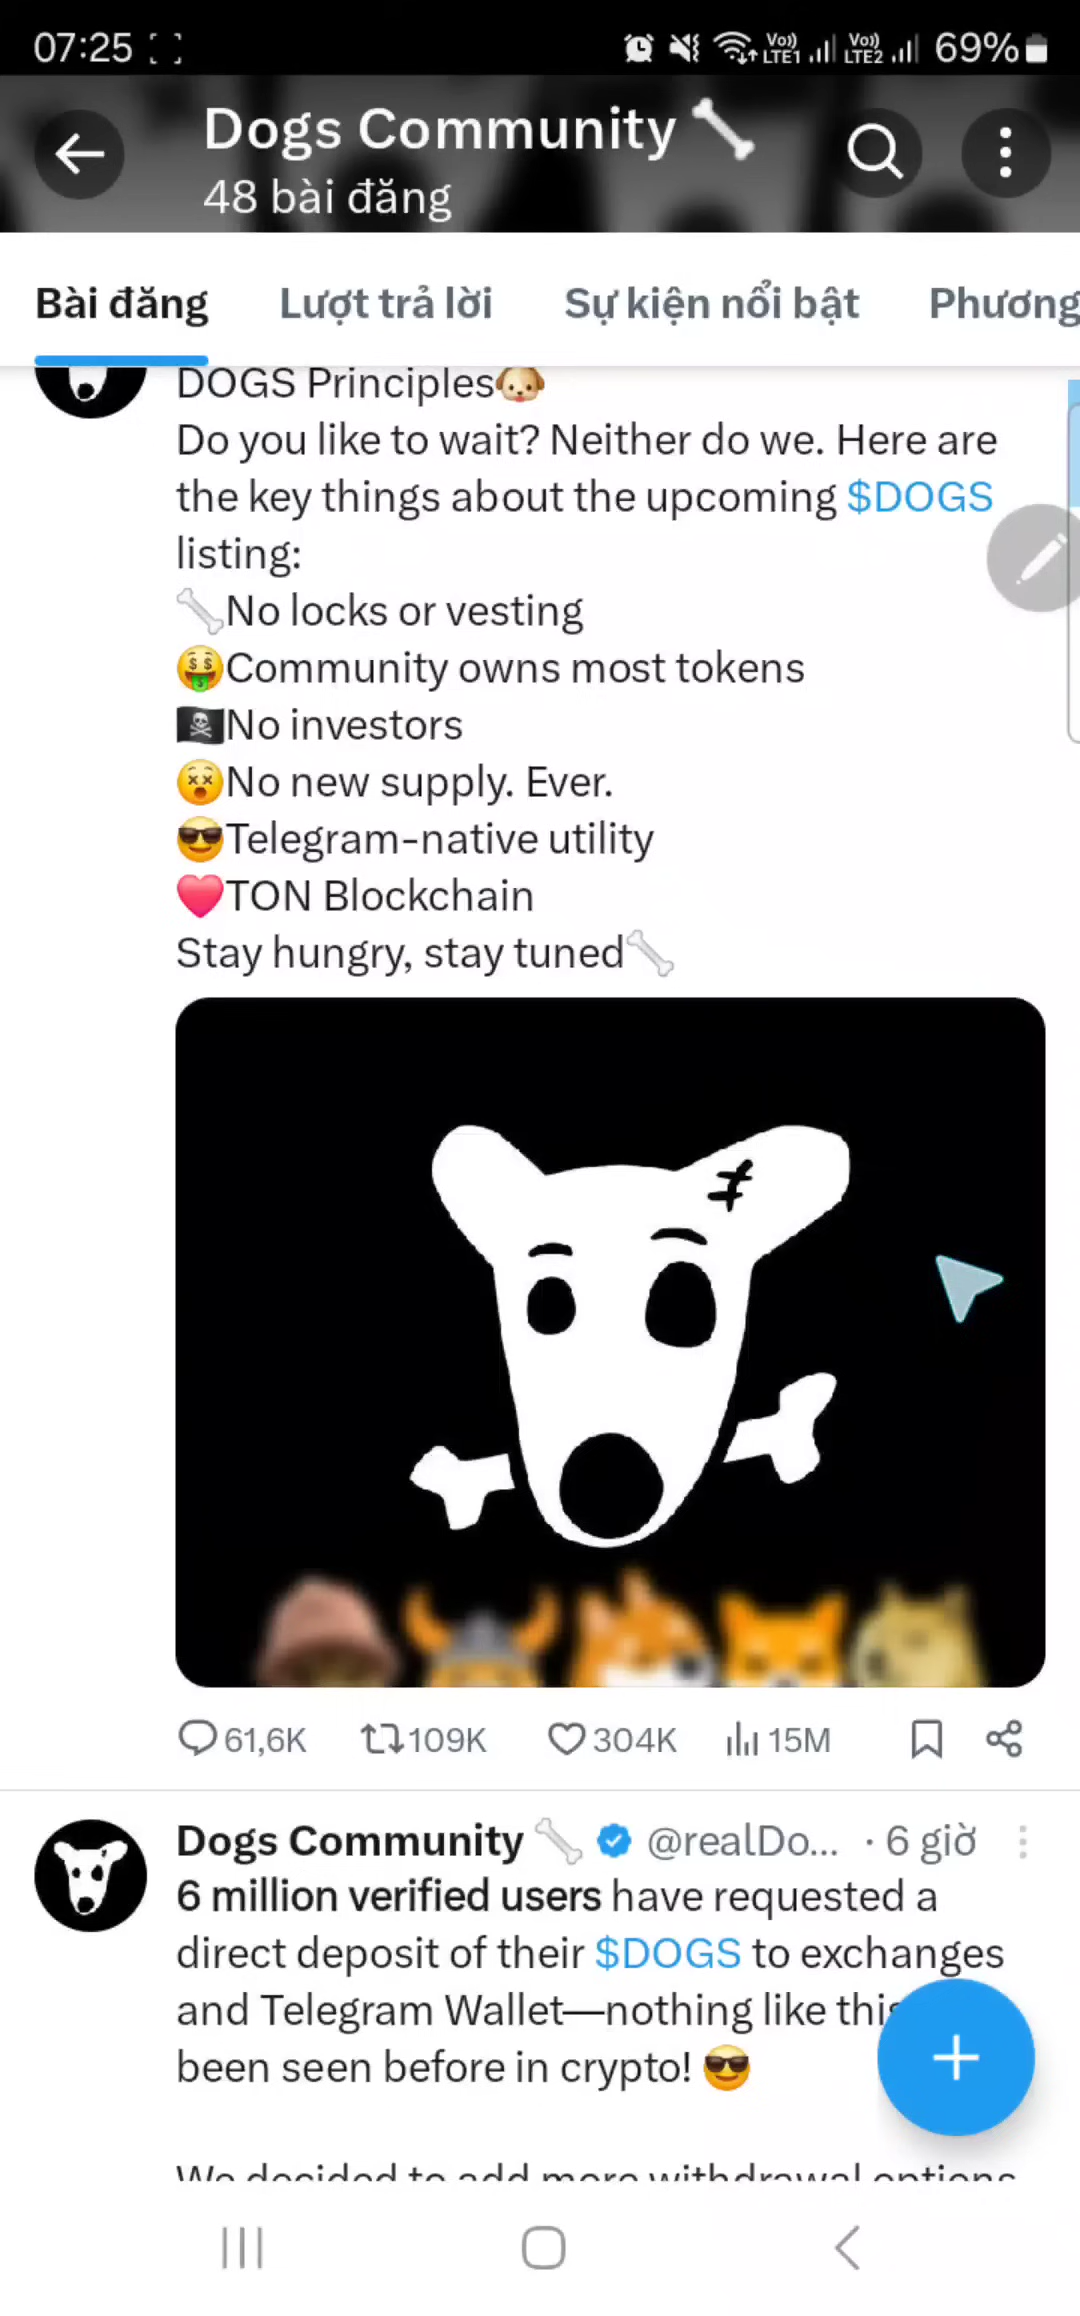 07:25
Vo)) LTE1 Vo)) LTE2 69%
Dogs Community
48 bài đăng
Bài đăng Lượt trả lời Sự kiện nổi bật Phương
DOGS Principles
Do you like to wait? Neither do we. Here are
the key things about the upcoming $DOGS
listing:
No locks or vesting
Community owns most tokens
No investors
No new supply. Ever.
Telegram-native utility
TON Blockchain
Stay hungry, stay tuned
61,6K 109K 304K 15M
Dogs Community @realDo... · 6 giờ
6 million verified users have requested a
direct deposit of their $DOGS to exchanges
and Telegram Wallet—nothing like this
been seen before in crypto!
We decided to add more withdrawal options